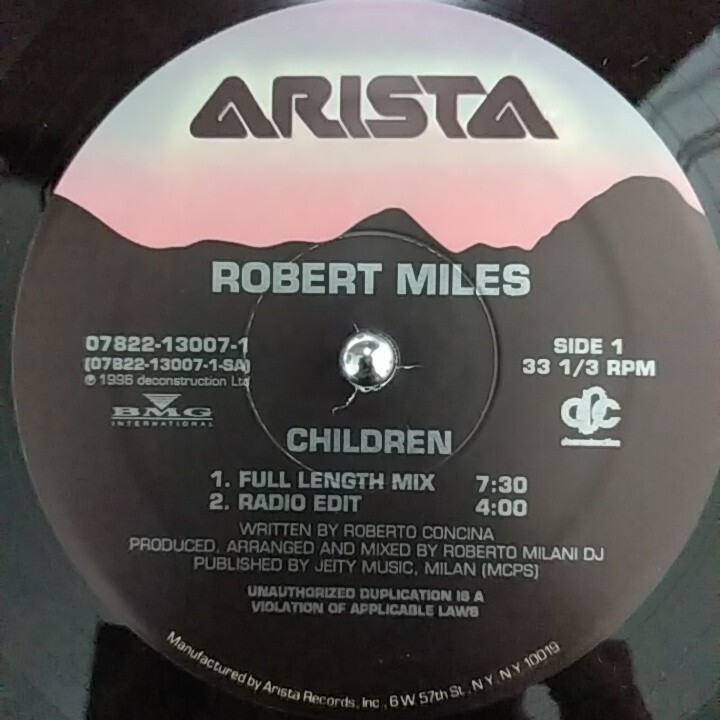 ARISTA
ROBERT MILES
07822-13007-1
(07822-13007-1-SA)
℗ 1996 deconstruction Ltd
BMG
INTERNATIONAL
SIDE 1
33 1/3 RPM
dpc
deconstruction
CHILDREN
1. FULL LENGTH MIX 7:30
2. RADIO EDIT 4:00
WRITTEN BY ROBERTO CONCINA
PRODUCED, ARRANGED AND MIXED BY ROBERTO MILANI DJ
PUBLISHED BY JEITY MUSIC, MILAN (MCPS)
UNAUTHORIZED DUPLICATION IS A
VIOLATION OF APPLICABLE LAWS
Manufactured by Arista Records, Inc., 6 W. 57th St., N.Y., N.Y. 10019